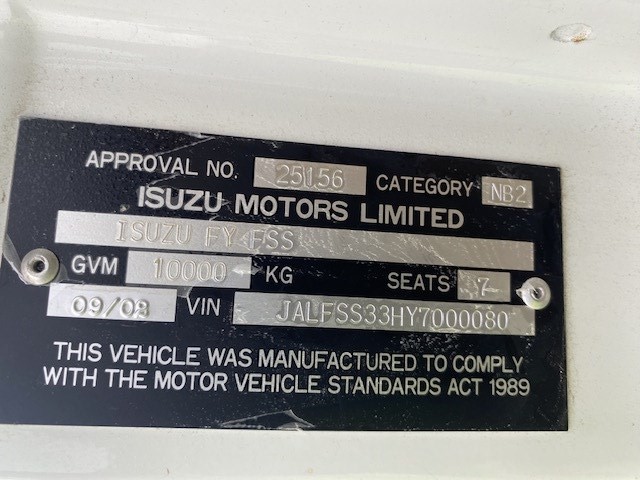 APPROVAL NO. 25156 CATEGORY NB2
ISUZU MOTORS LIMITED
ISUZU FY FSS
GVM 10000 KG SEATS 7
09/08 VIN JALFSS33HY7000080
THIS VEHICLE WAS MANUFACTURED TO COMPLY
WITH THE MOTOR VEHICLE STANDARDS ACT 1989